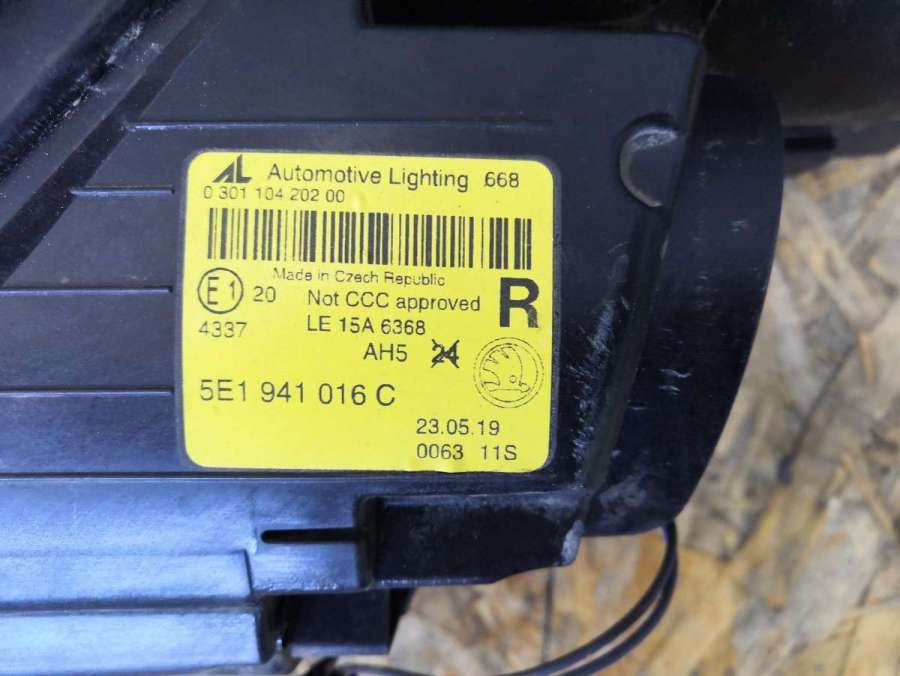 AL Automotive Lighting 668
0 301 104 202 00
Made in Czech Republic
E1 20 Not CCC approved R
4337 LE 15A 6368
AH5 24
5E1 941 016 C
23.05.19
0063 11S